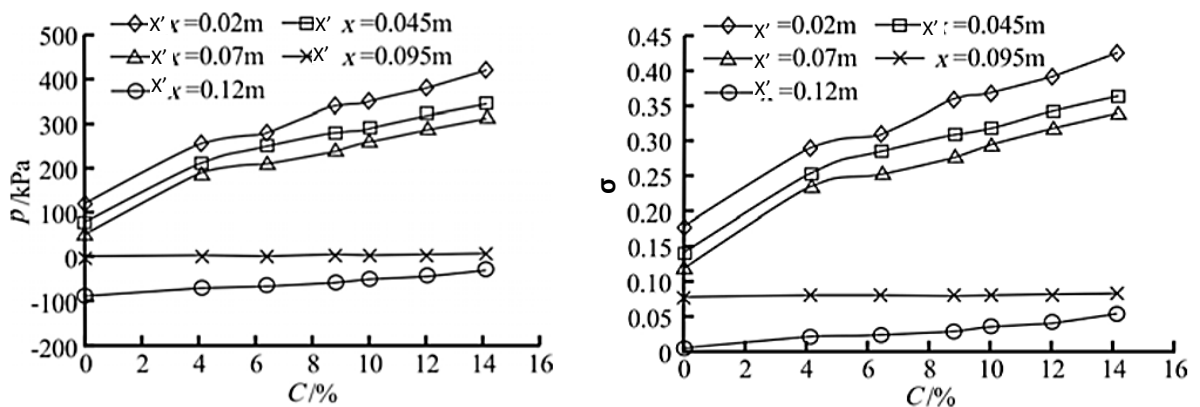 500
400
300
200
100
0
-100
-200
p/kPa
X' x=0.02m X' x=0.045m
X' x=0.07m X' x=0.095m
X' x=0.12m
0 2 4 6 8 10 12 14 16
C/%
0.45
0.40
0.35
0.30
0.25
0.20
0.15
0.10
0.05
0
σ
X' =0.02m X' =0.045m
X' =0.07m x=0.095m
X' =0.12m
0 2 4 6 8 10 12 14 16
C/%